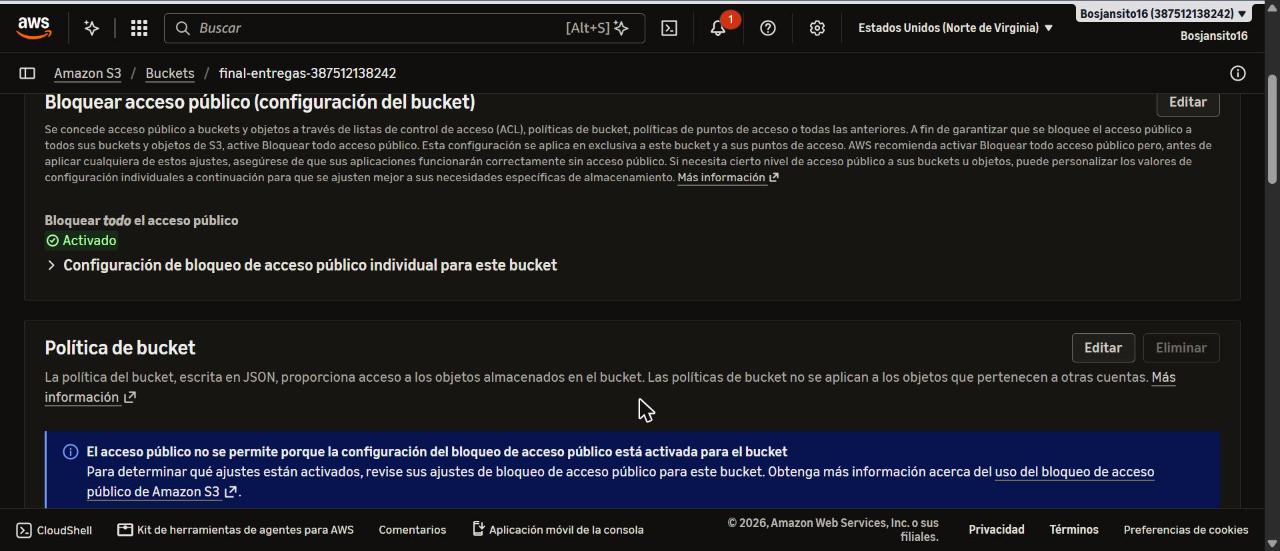 aws
Buscar
[Alt+S]
1
Estados Unidos (Norte de Virginia) ▼
Bosjansito16 (387512138242) ▼
Bosjansito16
Amazon S3 / Buckets / final-entregas-387512138242
Bloquear acceso público (configuración del bucket)
Editar
Se concede acceso público a buckets y objetos a través de listas de control de acceso (ACL), políticas de bucket, políticas de puntos de acceso o todas las anteriores. A fin de garantizar que se bloquee el acceso público a
todos sus buckets y objetos de S3, active Bloquear todo acceso público. Esta configuración se aplica en exclusiva a este bucket y a sus puntos de acceso. AWS recomienda activar Bloquear todo acceso público pero, antes de
aplicar cualquiera de estos ajustes, asegúrese de que sus aplicaciones funcionarán correctamente sin acceso público. Si necesita cierto nivel de acceso público a sus buckets u objetos, puede personalizar los valores de
configuración individuales a continuación para que se ajusten mejor a sus necesidades específicas de almacenamiento. Más información
Bloquear todo el acceso público
Activado
Configuración de bloqueo de acceso público individual para este bucket
Política de bucket
Editar
Eliminar
La política del bucket, escrita en JSON, proporciona acceso a los objetos almacenados en el bucket. Las políticas de bucket no se aplican a los objetos que pertenecen a otras cuentas. Más
información
El acceso público no se permite porque la configuración del bloqueo de acceso público está activada para el bucket
Para determinar qué ajustes están activados, revise sus ajustes de bloqueo de acceso público para este bucket. Obtenga más información acerca del uso del bloqueo de acceso
público de Amazon S3 .
CloudShell
Kit de herramientas de agentes para AWS
Comentarios
Aplicación móvil de la consola
© 2026, Amazon Web Services, Inc. o sus
filiales.
Privacidad
Términos
Preferencias de cookies